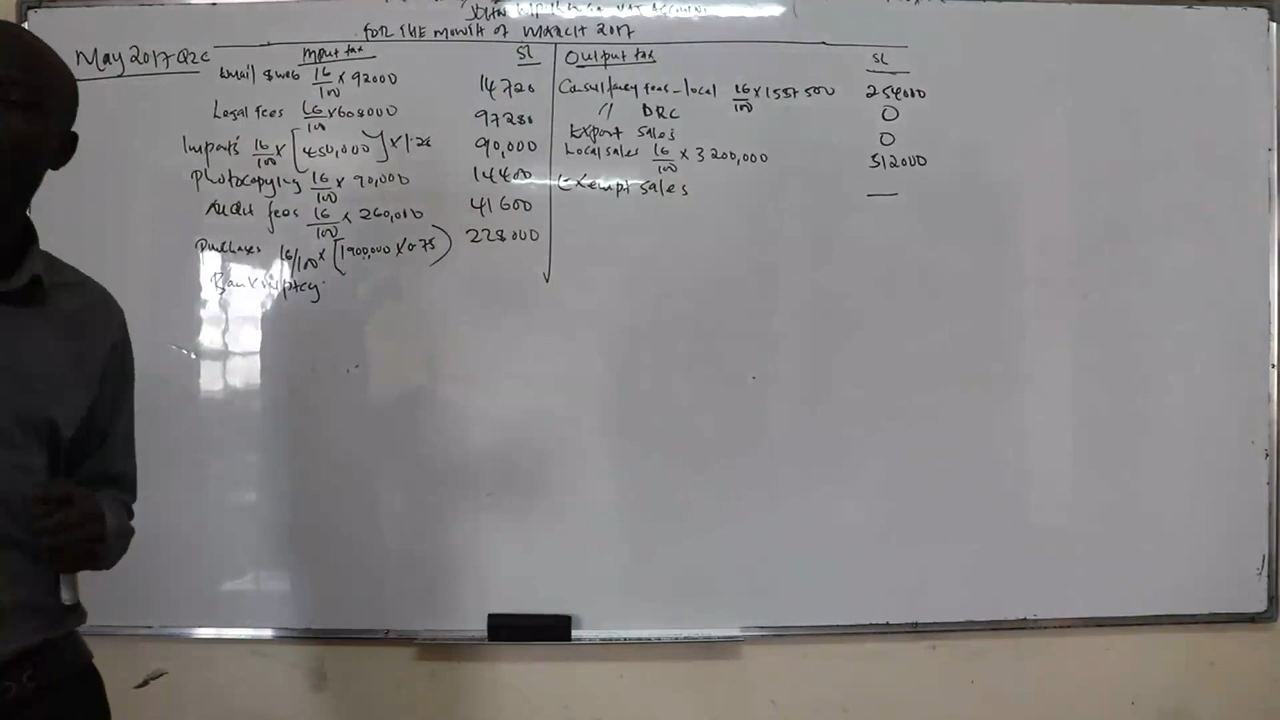 VAT ACCOUNT
FOR THE MONTH OF MARCH 2017
May 2017 Q2C
Input tax SL
Email & web 16/100 x 92000 14720
Legal fees 16/100 x 608000 97280
Imports 16/100 x [450,000] x 1.25 90,000
Photocopying 16/100 x 90,000 14400
Audit fees 16/100 x 260,000 41600
Purchases 16/100 x (1900,000 x 0.75) 228000
Bankruptcy
Output tax SL
Consultancy fees - local 16/100 x 1587500 254000
" DRC 0
Export sales 0
Local sales 16/100 x 3200,000 512000
Exempt sales —